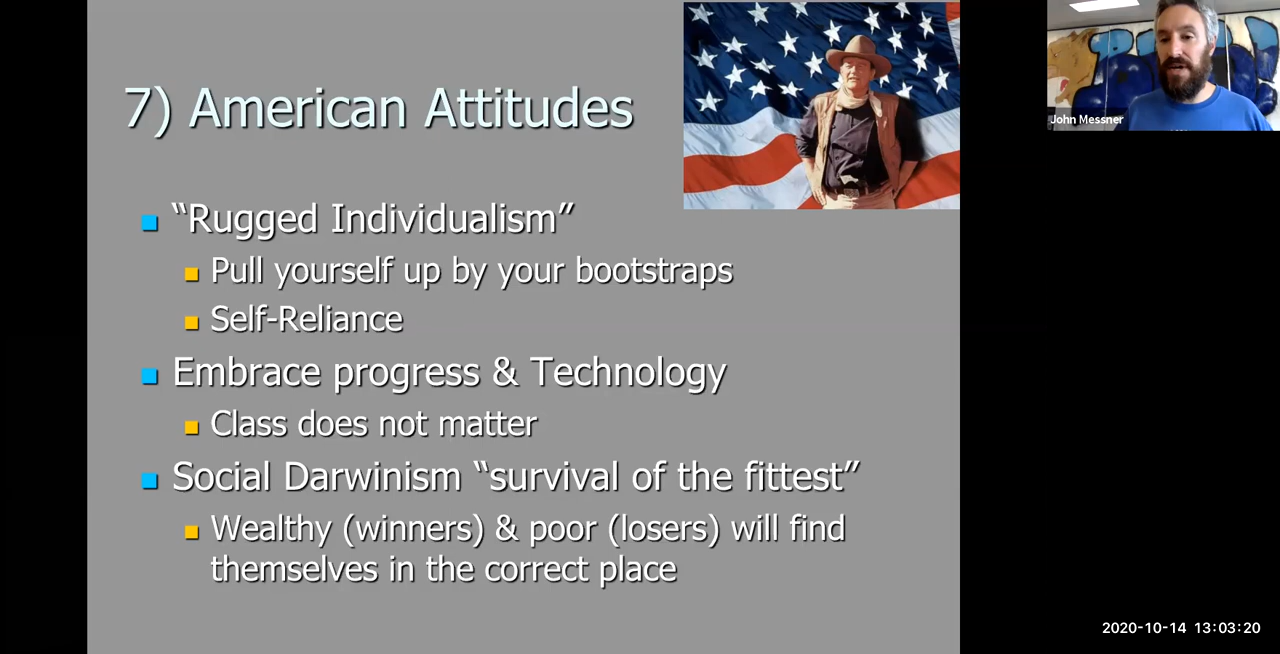 7) American Attitudes
“Rugged Individualism”
Pull yourself up by your bootstraps
Self-Reliance
Embrace progress & Technology
Class does not matter
Social Darwinism “survival of the fittest”
Wealthy (winners) & poor (losers) will find
themselves in the correct place
John Messner
2020-10-14 13:03:20